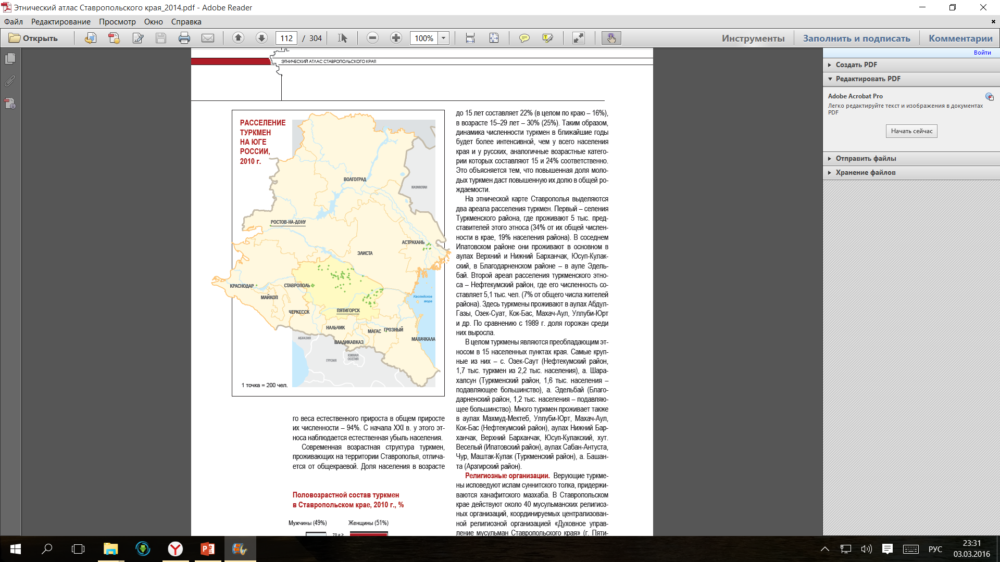 Этнический атлас Ставропольского края_2014.pdf - Adobe Reader
Файл Редактирование Просмотр Окно Справка
Открыть
112 / 304
100%
Инструменты
Заполнить и подписать
Комментарии
Войти
Создать PDF
Редактировать PDF
Adobe Acrobat Pro
Легко редактируйте текст и изображения в документах
PDF
Начать сейчас
Отправить файлы
Хранение файлов
ЭТНИЧЕСКИЙ АТЛАС СТАВРОПОЛЬСКОГО КРАЯ
РАССЕЛЕНИЕ
ТУРКМЕН
НА ЮГЕ
РОССИИ,
2010 г.
ВОЛГОГРАД
КАЗАХСТАН
РОСТОВ-НА-ДОНУ
АСТРАХАНЬ
ЭЛИСТА
КРАСНОДАР
СТАВРОПОЛЬ
МАЙКОП
Каспийское
море
ЧЕРКЕССК
ПЯТИГОРСК
НАЛЬЧИК
МАГАС
ГРОЗНЫЙ
АБХАЗИЯ
ВЛАДИКАВКАЗ
МАХАЧКАЛА
ГРУЗИЯ
ЮЖНАЯ
ОСЕТИЯ
1 точка = 200 чел.
го веса естественного прироста в общем приросте
их численности – 94%. С начала XXI в. у этого эт-
носа наблюдается естественная убыль населения.
Современная возрастная структура туркмен,
проживающих на территории Ставрополья, отлича-
ется от общекраевой. Доля населения в возрасте
Половозрастной состав туркмен
в Ставропольском крае, 2010 г., %
Мужчины (49%) Женщины (51%)
70 и >
до 15 лет составляет 22% (в целом по краю – 16%),
в возрасте 15–29 лет – 30% (25%). Таким образом,
динамика численности туркмен в ближайшие годы
будет более интенсивной, чем у всего населения
края и у русских, аналогичные возрастные катего-
рии которых составляют 15 и 24% соответственно.
Это объясняется тем, что повышенная доля моло-
дых туркмен даст повышенную их долю в общей ро-
ждаемости.
На этнической карте Ставрополья выделяются
два ареала расселения туркмен. Первый – селения
Туркменского района, где проживают 5 тыс. пред-
ставителей этого этноса (34% от их общей числен-
ности в крае, 19% населения района). В соседнем
Ипатовском районе они проживают в основном в
аулах Верхний и Нижний Барханчак, Юсуп-Кулак-
ский, в Благодарненском районе – в ауле Эдель-
бай. Второй ареал расселения туркменского этно-
са – Нефтекумский район, где его численность со-
ставляет 5,1 тыс. чел. (7% от общего числа жителей
района). Здесь туркмены проживают в аулах Абдул-
Газы, Озек-Суат, Кок-Бас, Махач-Аул, Уллуби-Юрт
и др. По сравнению с 1989 г. доля горожан среди
них выросла.
В целом туркмены являются преобладающим эт-
носом в 15 населенных пунктах края. Самые круп-
ные из них – с. Озек-Саут (Нефтекумский район,
1,7 тыс. туркмен из 2,2 тыс. населения), а. Шара-
халсун (Туркменский район, 1,6 тыс. населения –
подавляющее большинство), а. Эдельбай (Благо-
дарненский район, 1,2 тыс. населения – подавляю-
щее большинство). Много туркмен проживает также
в аулах Махмуд-Мектеб, Уллуби-Юрт, Махач-Аул,
Кок-Бас (Нефтекумский район), аулах Нижний Бар-
ханчак, Верхний Барханчак, Юсуп-Кулакский, хут.
Веселый (Ипатовский район), аулах Сабан-Антуста,
Чур, Маштак-Кулак (Туркменский район), а. Башан-
та (Арзгирский район).
Религиозные организации. Верующие туркме-
ны исповедуют ислам суннитского толка, придержи-
ваются ханафитского мазхаба. В Ставропольском
крае действуют около 40 мусульманских религиоз-
ных организаций, координируемых централизован-
ной религиозной организацией «Духовное управ-
ление мусульман Ставропольского края» (г. Пяти-
РУС
23:31
03.03.2016